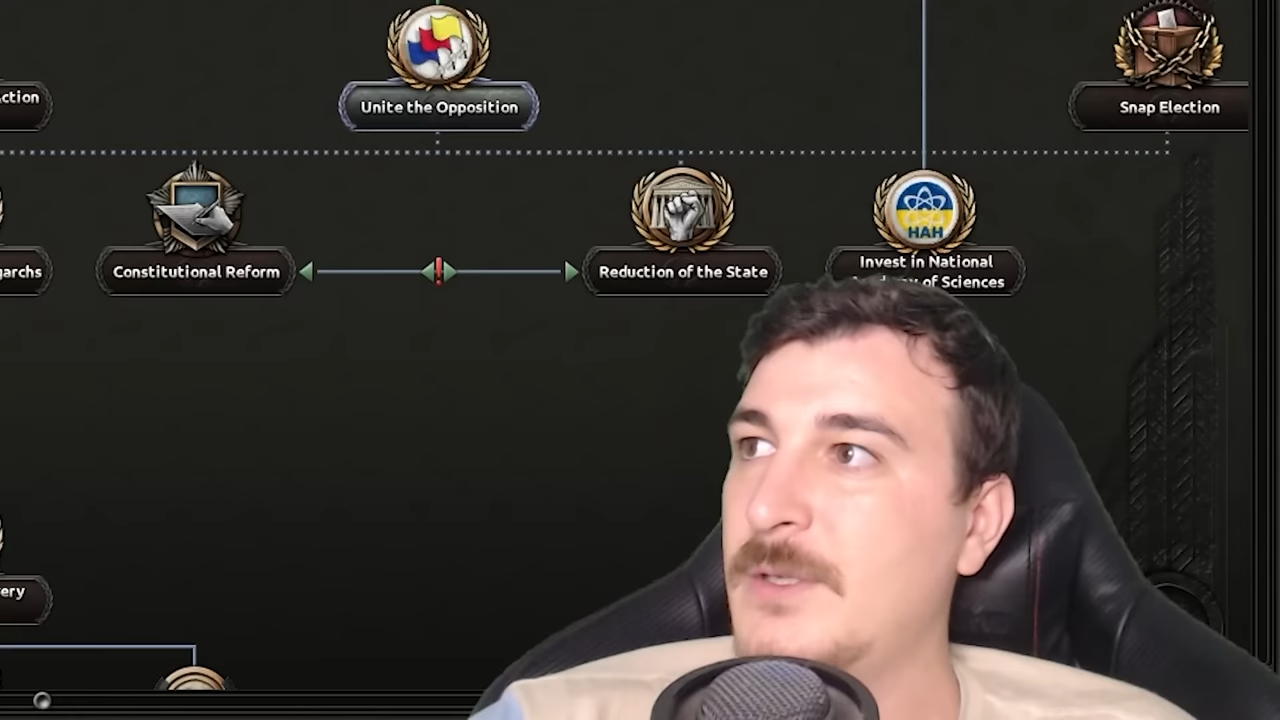 Unite the Opposition
ction
Snap Election
НАН
garchs
Constitutional Reform
Reduction of the State
Invest in National
of Sciences
very